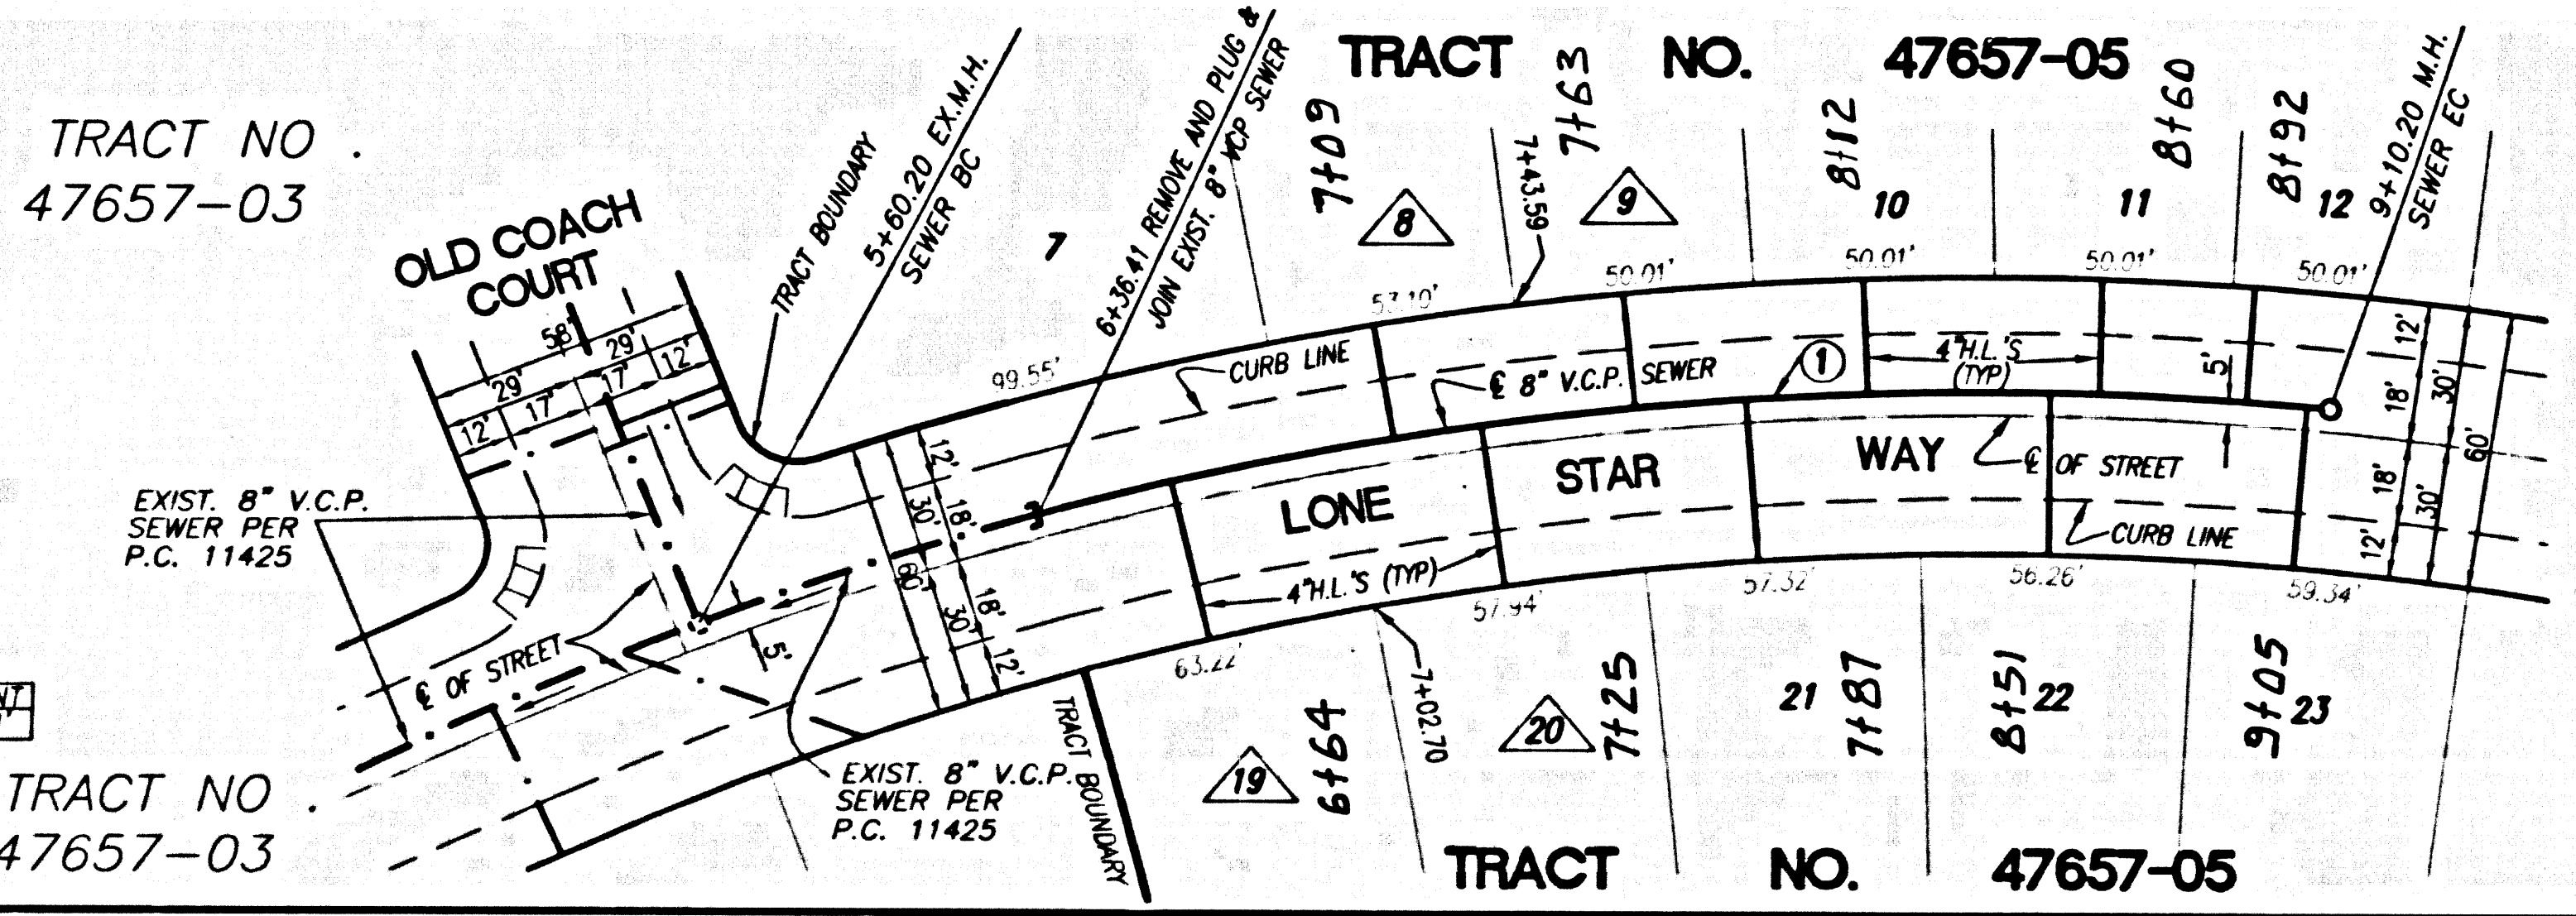 TRACT NO. 47657-05
TRACT NO .
47657-03
OLD COACH
COURT
TRACT BOUNDARY
5+60.20 EX.M.H.
SEWER BC
6+36.41 REMOVE AND PLUG &
JOIN EXIST. 8" VCP SEWER
7
7+09
8
7+43.59
7+63
9
8+12
10
11
8+60
8+92
12
9+10.20 M.H.
SEWER EC
99.55'
53.10'
50.01'
50.01'
50.01'
50.01'
58'
29'
29'
12'
17'
17'
12'
CURB LINE
℄ 8" V.C.P. SEWER
1
4"H.L.'S
(TYP)
5'
12'
18'
30'
60'
18'
30'
12'
12'
30'
18'
60'
18'
30'
12'
LONE STAR WAY
℄ OF STREET
CURB LINE
4"H.L.'S (TYP)
EXIST. 8" V.C.P.
SEWER PER
P.C. 11425
℄ OF STREET
5'
63.22'
57.94'
57.32'
56.26'
59.34'
TRACT BOUNDARY
EXIST. 8" V.C.P.
SEWER PER
P.C. 11425
19
6+64
7+02.70
20
7+25
21
7+87
8+51
22
9+05
23
TRACT NO .
47657-03
TRACT NO. 47657-05